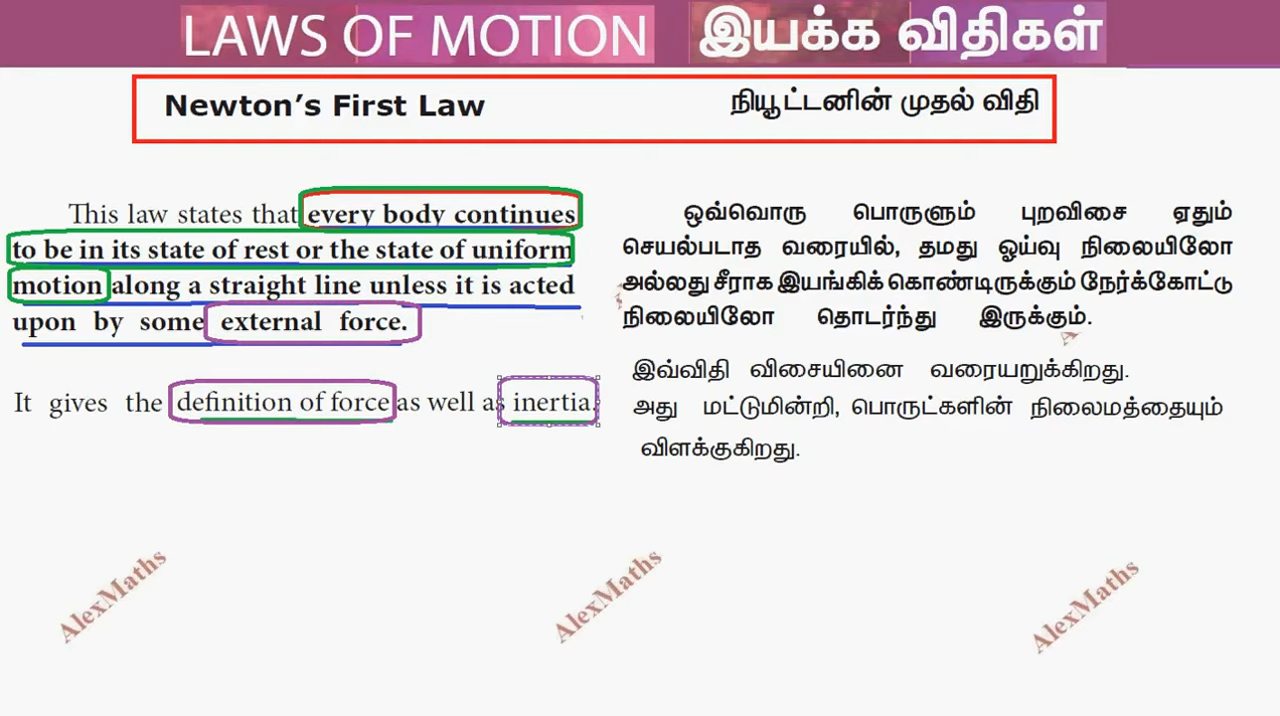 LAWS OF MOTION இயக்க விதிகள்
Newton’s First Law நியூட்டனின் முதல் விதி
This law states that every body continues
to be in its state of rest or the state of uniform
motion along a straight line unless it is acted
upon by some external force.
It gives the definition of force as well as inertia.
ஒவ்வொரு பொருளும் புறவிசை ஏதும்
செயல்படாத வரையில், தமது ஓய்வு நிலையிலோ
அல்லது சீராக இயங்கிக் கொண்டிருக்கும் நேர்க்கோட்டு
நிலையிலோ தொடர்ந்து இருக்கும்.
இவ்விதி விசையினை வரையறுக்கிறது.
அது மட்டுமின்றி, பொருட்களின் நிலைமத்தையும்
விளக்குகிறது.
AlexMaths
AlexMaths
AlexMaths